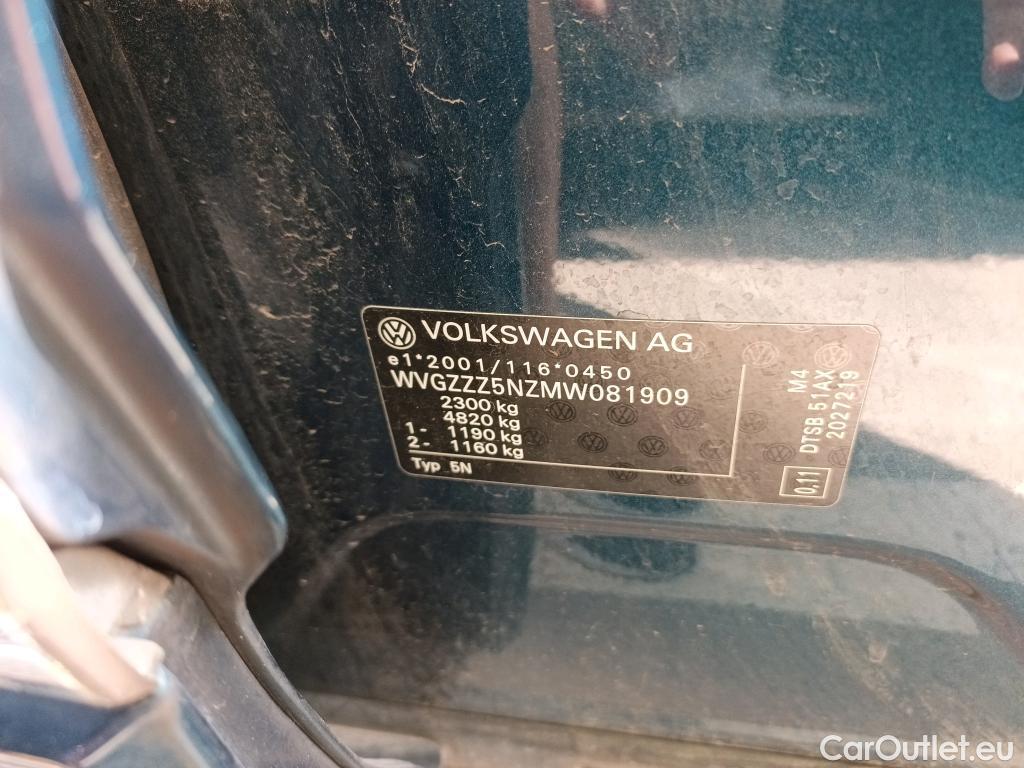 VOLKSWAGEN AG
e1*2001/116*0450
WVGZZZ5NZMW081909
2300 kg
4820 kg
1- 1190 kg
2- 1160 kg
Typ 5N
M4
DTSB 51AX
2027219
0,11
CarOutlet.eu